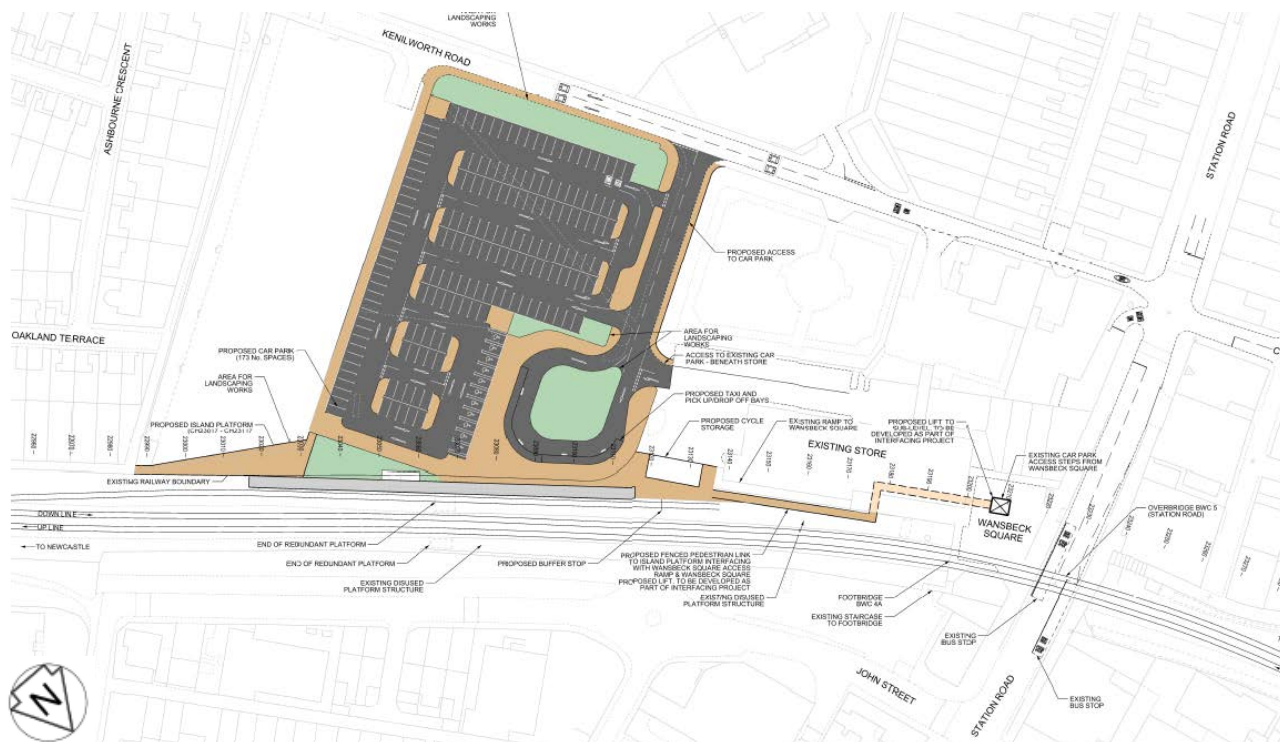 LANDSCAPING
WORKS
KENILWORTH ROAD
ASHBOURNE CRESCENT
STATION ROAD
PROPOSED ACCESS
TO CAR PARK
OAKLAND TERRACE
AREA FOR
LANDSCAPING
WORKS
PROPOSED CAR PARK
(173 No. SPACES)
ACCESS TO EXISTING CAR
PARK - BENEATH STORE
AREA FOR
LANDSCAPING
WORKS
PROPOSED TAXI AND
PICK UP/DROP OFF BAYS
PROPOSED ISLAND PLATFORM
PROPOSED CYCLE
STORAGE
EXISTING RAMP TO
WANSBECK SQUARE
PROPOSED LIFT TO
SUB-LEVEL, TO BE
DEVELOPED AS PART OF
INTERFACING PROJECT
EXISTING STORE
EXISTING CAR PARK
ACCESS STEPS FROM
WANSBECK SQUARE
EXISTING RAILWAY BOUNDARY
WANSBECK
SQUARE
OVERBRIDGE BWC 5
(STATION ROAD)
DOWN LINE
UP LINE
TO NEWCASTLE
END OF REDUNDANT PLATFORM
END OF REDUNDANT PLATFORM
EXISTING DISUSED
PLATFORM STRUCTURE
PROPOSED BUFFER STOP
PROPOSED FENCED PEDESTRIAN LINK
TO ISLAND PLATFORM INTERFACING
WITH WANSBECK SQUARE ACCESS
RAMP & WANSBECK SQUARE
PROPOSED LIFT, TO BE DEVELOPED AS
PART OF INTERFACING PROJECT
EXISTING DISUSED
PLATFORM STRUCTURE
FOOTBRIDGE
BWC 4A
EXISTING STAIRCASE
TO FOOTBRIDGE
EXISTING
BUS STOP
JOHN STREET
STATION ROAD
EXISTING
BUS STOP
N